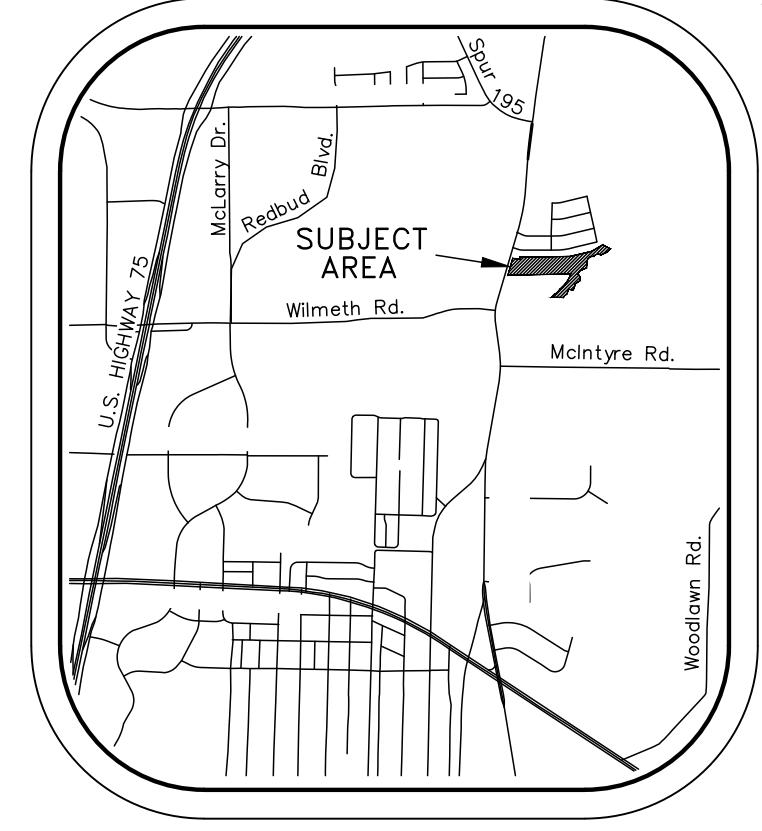 Spur 195
McLarry Dr.
Redbud Blvd.
SUBJECT
AREA
U.S. HIGHWAY 75
Wilmeth Rd.
McIntyre Rd.
Woodlawn Rd.